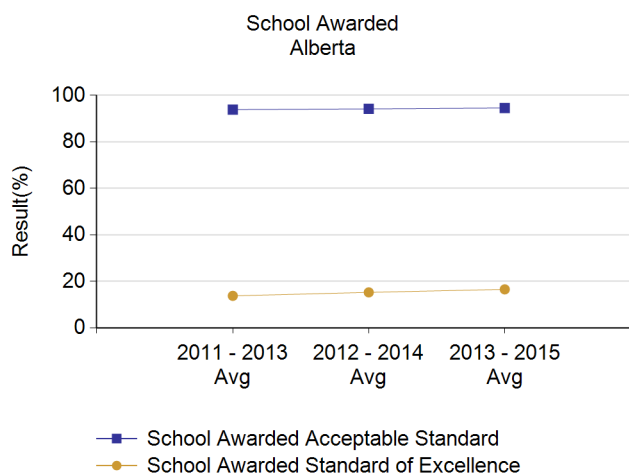 School Awarded
Alberta
Result(%)
100
80
60
40
20
0
2011 - 2013
Avg
2012 - 2014
Avg
2013 - 2015
Avg
School Awarded Acceptable Standard
School Awarded Standard of Excellence